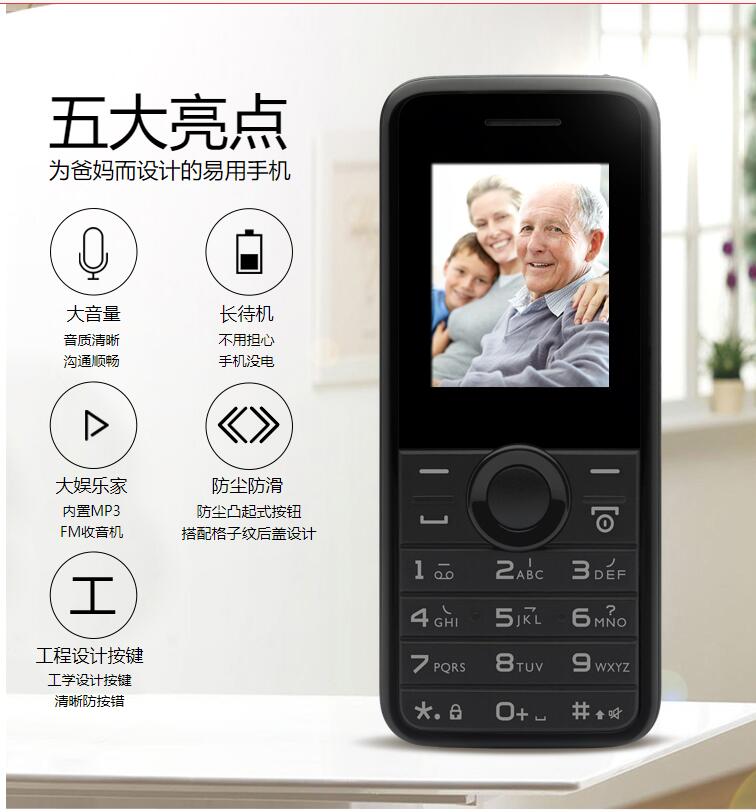 五大亮点
为爸妈而设计的易用手机
大音量
音质清晰
沟通顺畅
长待机
不用担心
手机没电
大娱乐家
内置MP3
FM收音机
防尘防滑
防尘凸起式按钮
搭配格子纹后盖设计
工
工程设计按键
工学设计按键
清晰防按错
1 2ABC 3DEF
4GHI 5JKL 6MNO
7PQRS 8TUV 9WXYZ
*. 0+ #